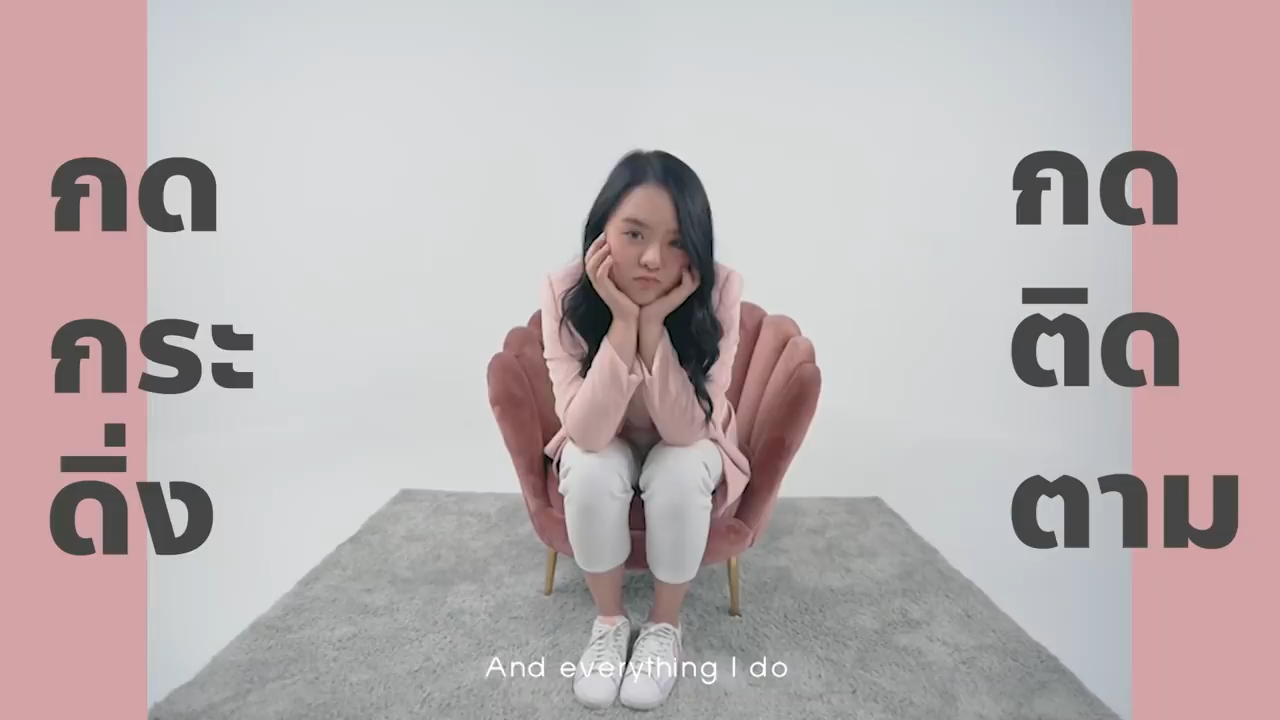 กด
กระ
ดิ่ง
กด
ติด
ตาม
And everything I do